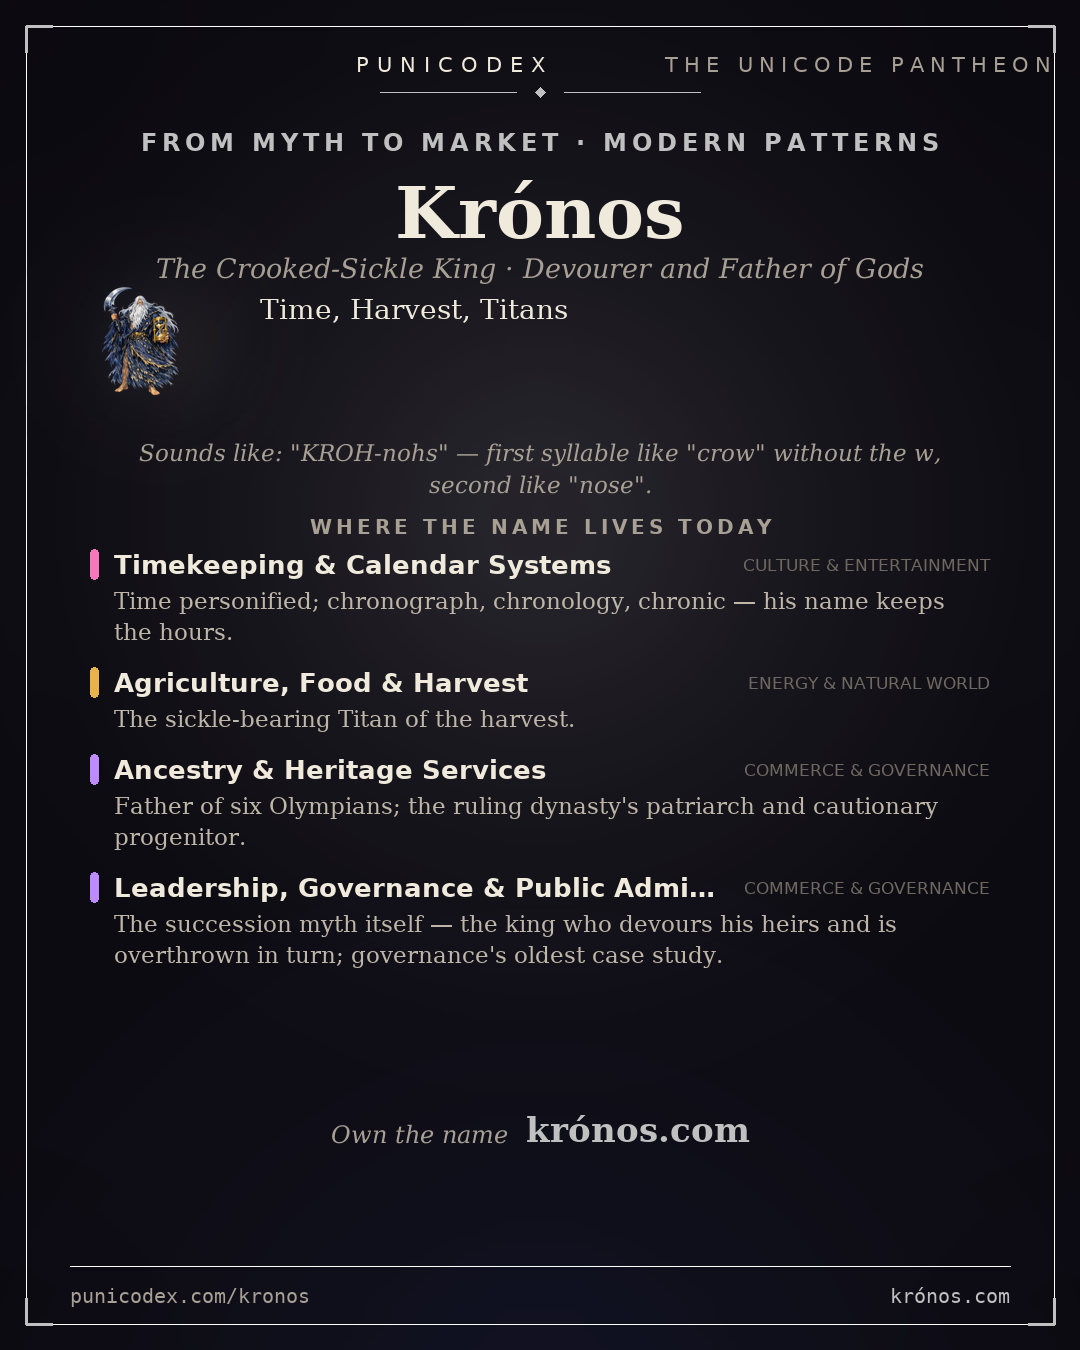 PUNICODEX THE UNICODE PANTHEON
FROM MYTH TO MARKET · MODERN PATTERNS
Krónos
The Crooked-Sickle King · Devourer and Father of Gods
Time, Harvest, Titans
Sounds like: "KROH-nohs" — first syllable like "crow" without the w,
second like "nose".
WHERE THE NAME LIVES TODAY
Timekeeping & Calendar Systems CULTURE & ENTERTAINMENT
Time personified; chronograph, chronology, chronic — his name keeps
the hours.
Agriculture, Food & Harvest ENERGY & NATURAL WORLD
The sickle-bearing Titan of the harvest.
Ancestry & Heritage Services COMMERCE & GOVERNANCE
Father of six Olympians; the ruling dynasty's patriarch and cautionary
progenitor.
Leadership, Governance & Public Admi... COMMERCE & GOVERNANCE
The succession myth itself — the king who devours his heirs and is
overthrown in turn; governance's oldest case study.
Own the name krónos.com
punicodex.com/kronos krónos.com